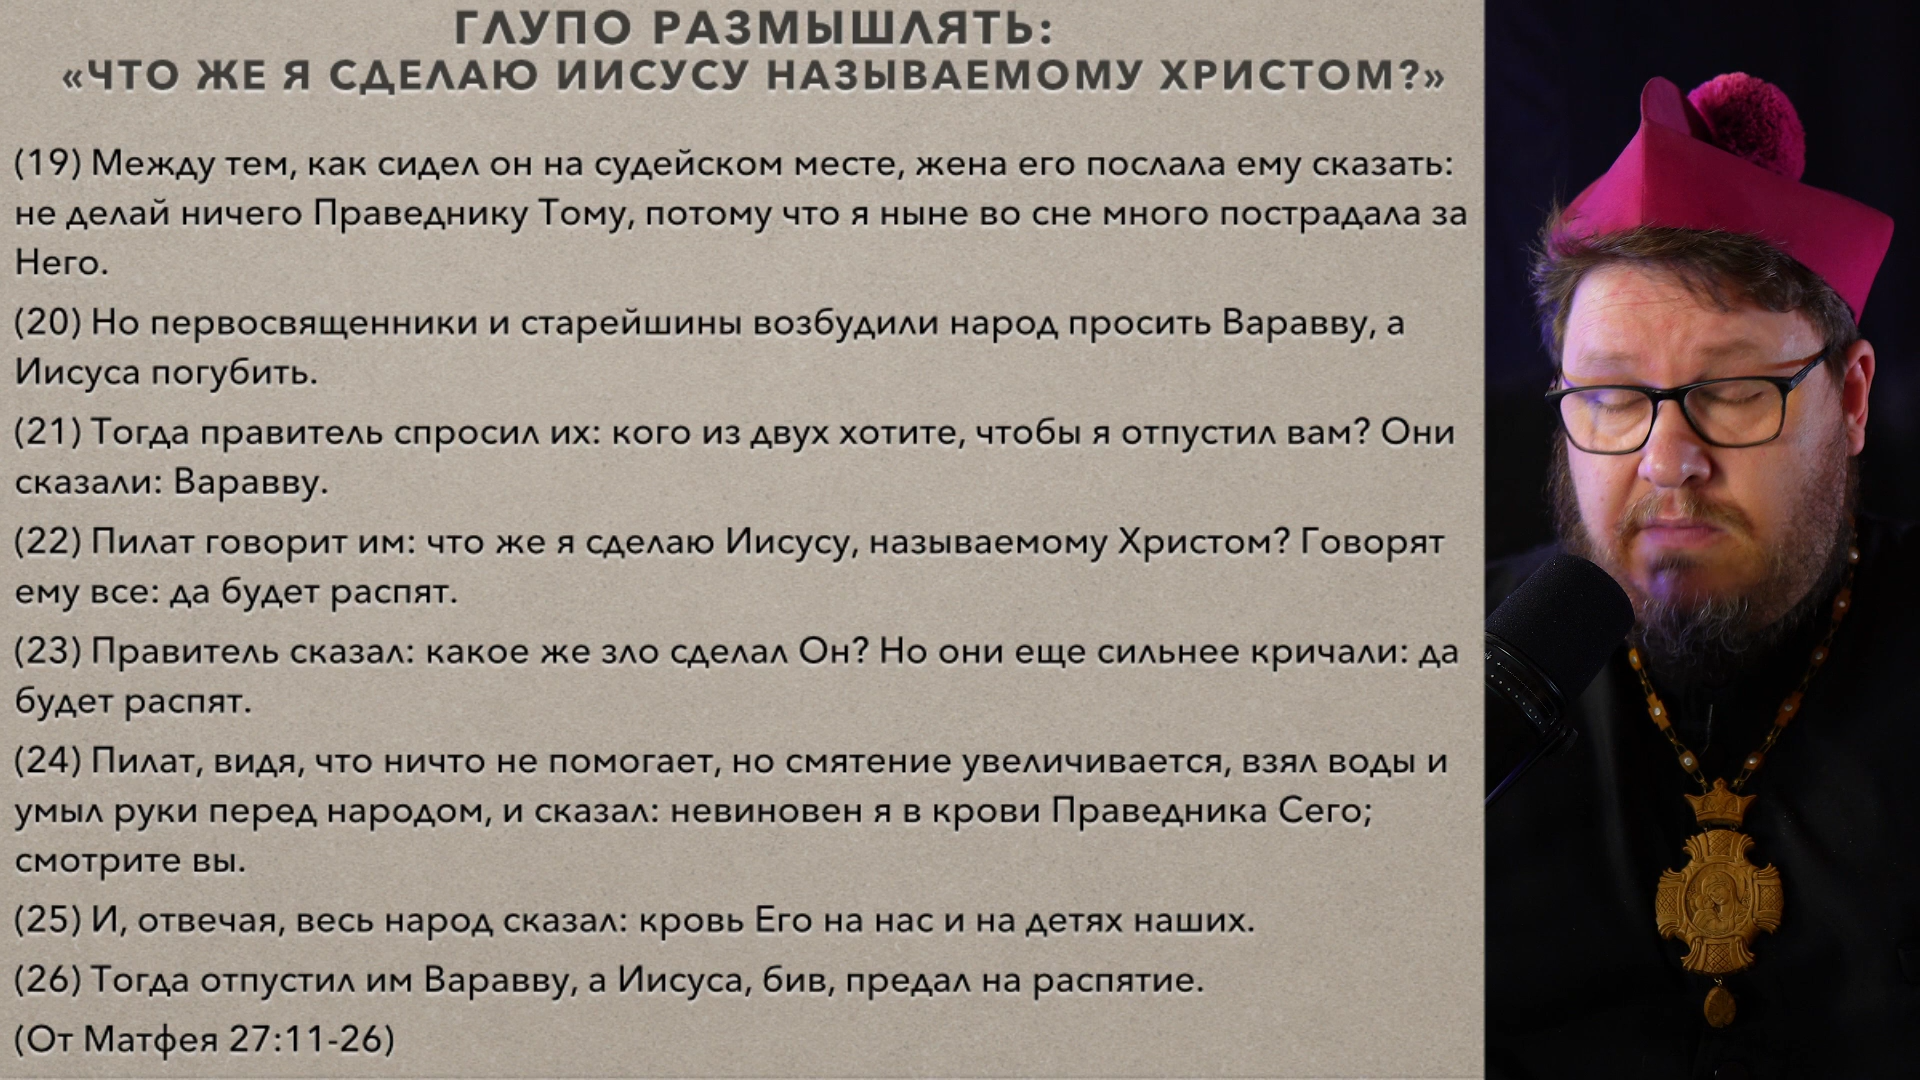 ГЛУПО РАЗМЫШЛЯТЬ:
«ЧТО ЖЕ Я СДЕЛАЮ ИИСУСУ НАЗЫВАЕМОМУ ХРИСТОМ?»
(19) Между тем, как сидел он на судейском месте, жена его послала ему сказать:
не делай ничего Праведнику Тому, потому что я ныне во сне много пострадала за
Него.
(20) Но первосвященники и старейшины возбудили народ просить Варавву, а
Иисуса погубить.
(21) Тогда правитель спросил их: кого из двух хотите, чтобы я отпустил вам? Они
сказали: Варавву.
(22) Пилат говорит им: что же я сделаю Иисусу, называемому Христом? Говорят
ему все: да будет распят.
(23) Правитель сказал: какое же зло сделал Он? Но они еще сильнее кричали: да
будет распят.
(24) Пилат, видя, что ничто не помогает, но смятение увеличивается, взял воды и
умыл руки перед народом, и сказал: невиновен я в крови Праведника Сего;
смотрите вы.
(25) И, отвечая, весь народ сказал: кровь Его на нас и на детях наших.
(26) Тогда отпустил им Варавву, а Иисуса, бив, предал на распятие.
(От Матфея 27:11-26)